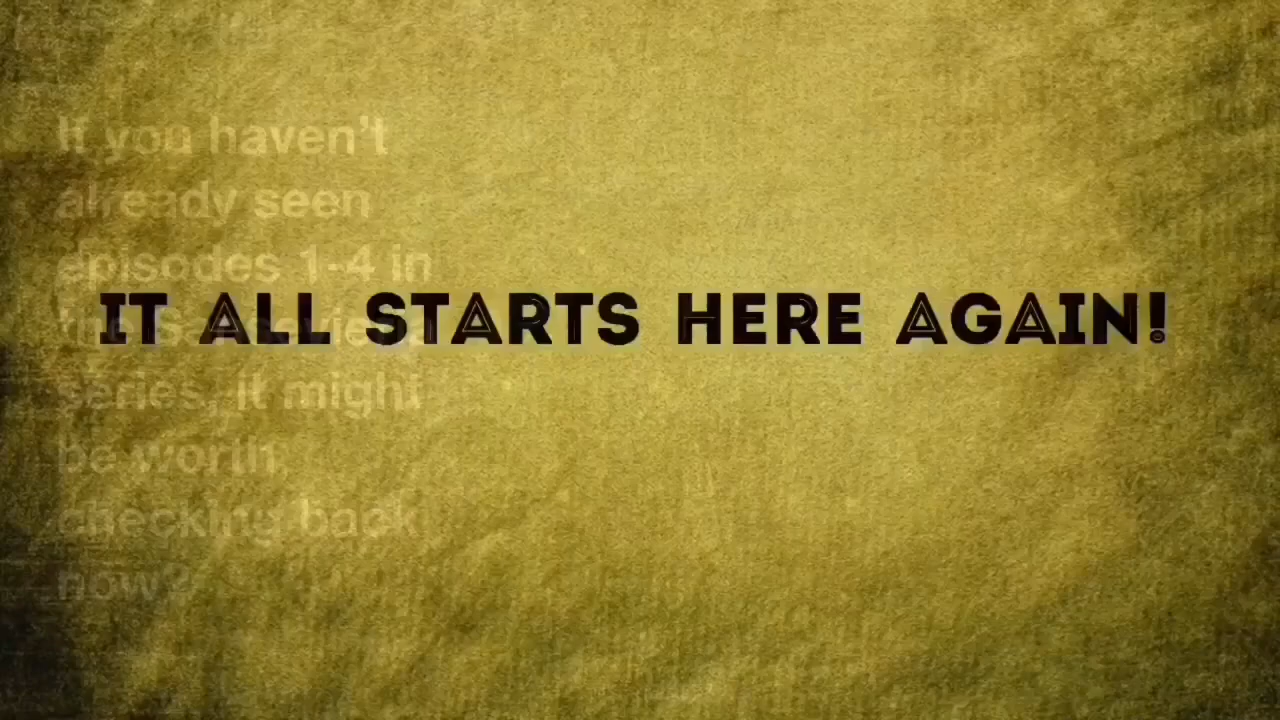 If you haven't
already seen
episodes 1-4 in
IT ALL STARTS HERE AGAIN!
the
series, it might
be worth
checking back
now?